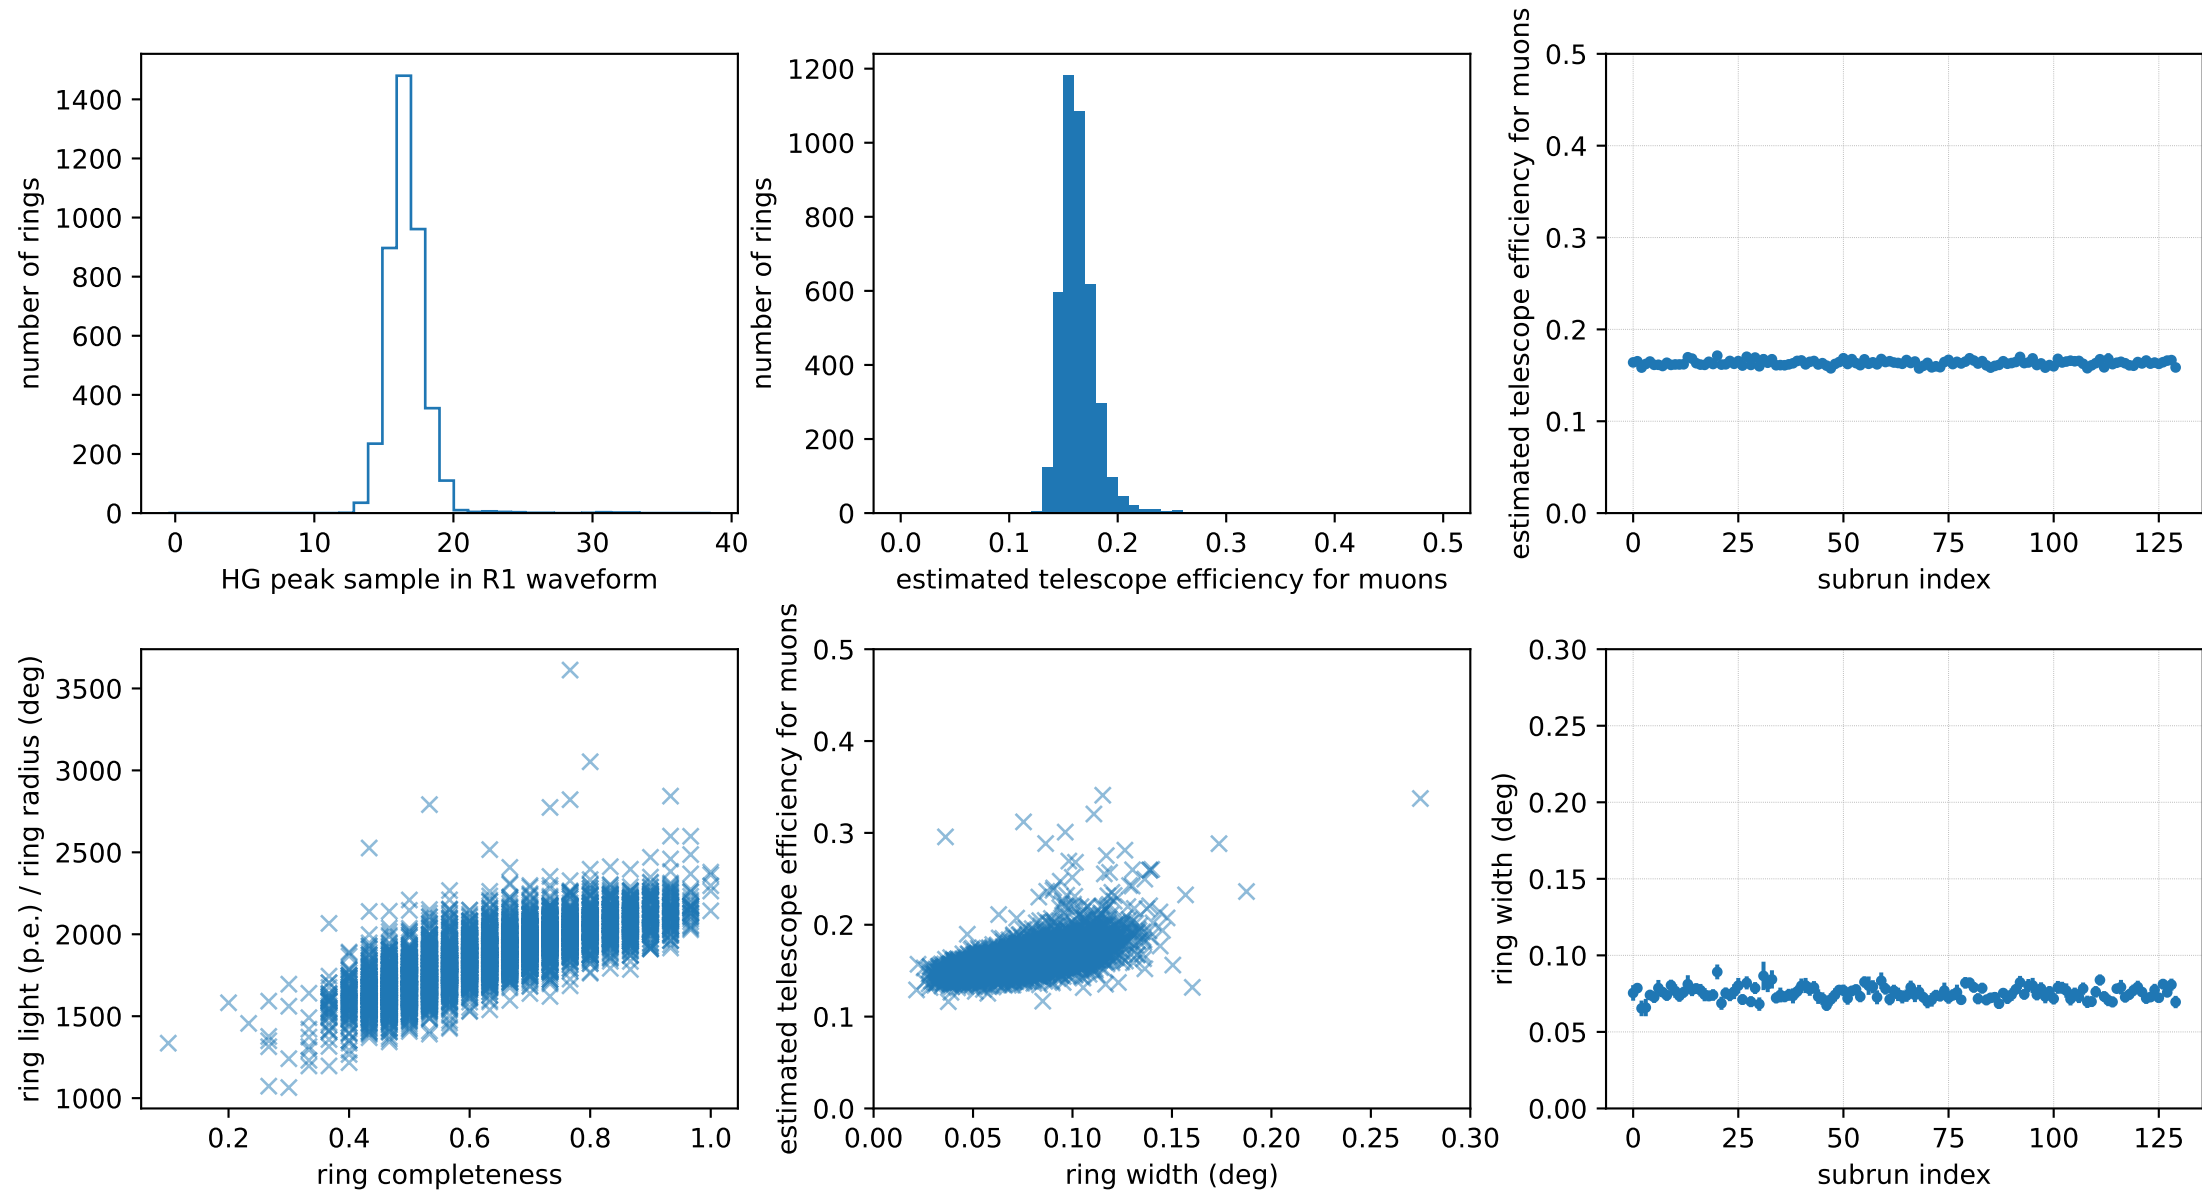 number of rings
1400
1200
1000
800
600
400
200
0
0 10 20 30 40
HG peak sample in R1 waveform
number of rings
1200
1000
800
600
400
200
0
0.0 0.1 0.2 0.3 0.4 0.5
estimated telescope efficiency for muons
estimated telescope efficiency for muons
0.5
0.4
0.3
0.2
0.1
0.0
0 25 50 75 100 125
subrun index
ring light (p.e.) / ring radius (deg)
3500
3000
2500
2000
1500
1000
0.2 0.4 0.6 0.8 1.0
ring completeness
estimated telescope efficiency for muons
0.5
0.4
0.3
0.2
0.1
0.0
0.00 0.05 0.10 0.15 0.20 0.25 0.30
ring width (deg)
ring width (deg)
0.30
0.25
0.20
0.15
0.10
0.05
0.00
0 25 50 75 100 125
subrun index